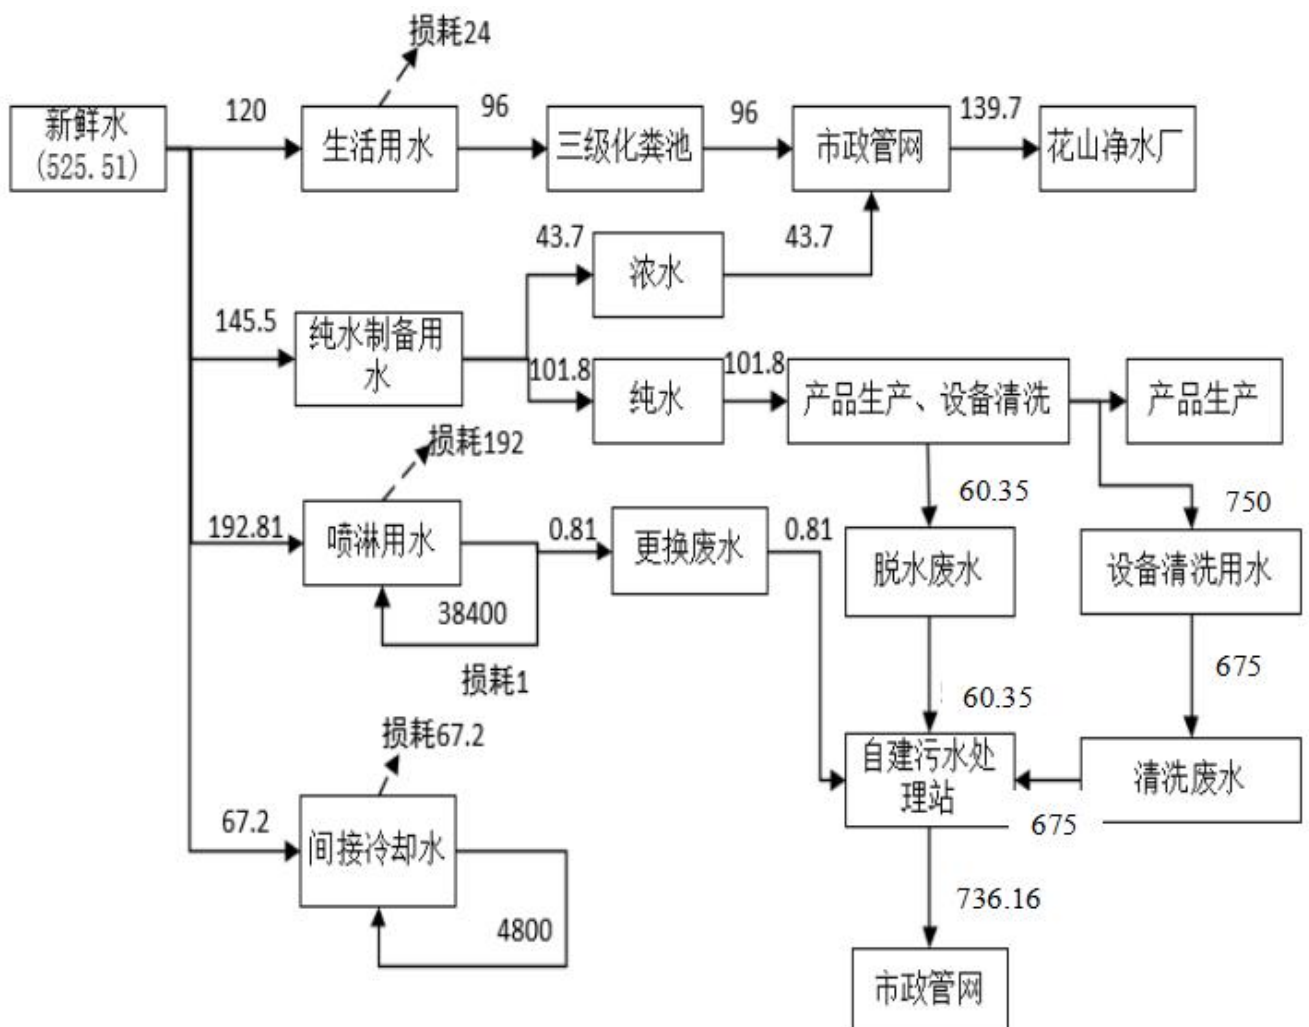 损耗24
新鲜水
(525.51)
120
生活用水
96
三级化粪池
96
市政管网
139.7
花山净水厂
43.7
浓水
43.7
145.5
纯水制备用
水
101.8
纯水
101.8
产品生产、设备清洗
产品生产
损耗192
192.81
喷淋用水
0.81
更换废水
0.81
60.35
脱水废水
750
设备清洗用水
38400
损耗1
675
60.35
损耗67.2
自建污水处
理站
清洗废水
675
67.2
间接冷却水
4800
736.16
市政管网